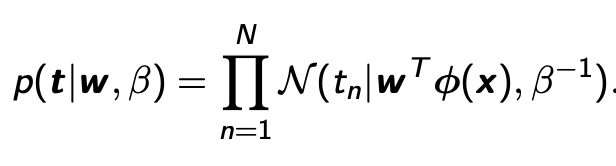 p(t|w, β) = ∏_{n=1}^{N} 𝒩(t_n|w^T ϕ(x), β^{−1}).